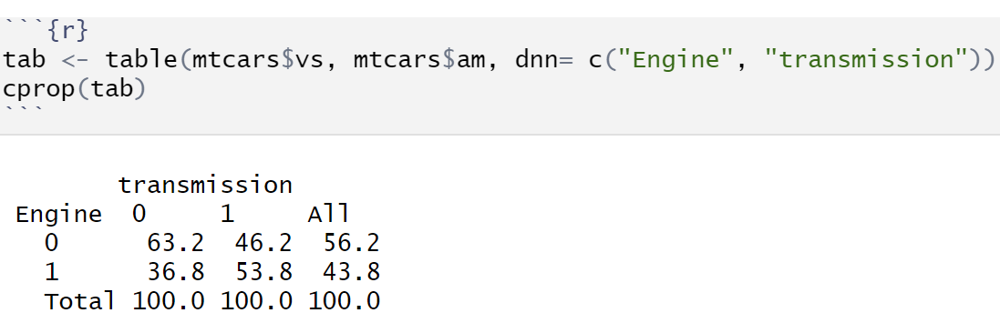 ```{r}
tab <- table(mtcars$vs, mtcars$am, dnn= c("Engine", "transmission"))
cprop(tab)
```
       transmission
Engine  0     1     All
  0      63.2  46.2  56.2
  1      36.8  53.8  43.8
  Total 100.0 100.0 100.0